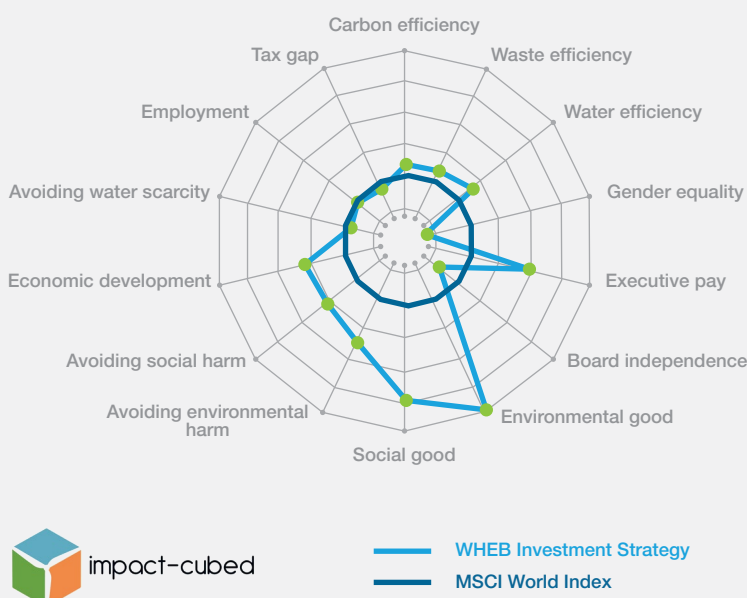 Carbon efficiency
Tax gap
Waste efficiency
Employment
Water efficiency
Avoiding water scarcity
Gender equality
Economic development
Executive pay
Avoiding social harm
Board independence
Avoiding environmental
harm
Environmental good
Social good
impact-cubed
WHEB Investment Strategy
MSCI World Index